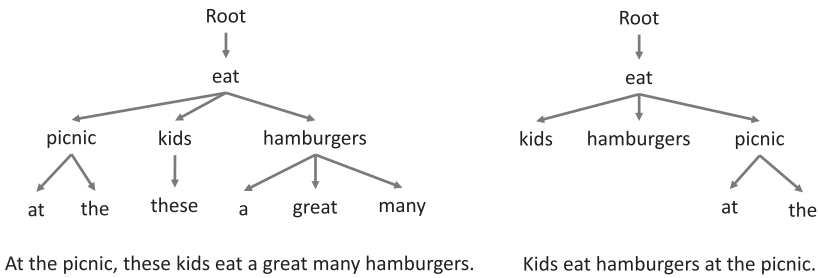 Root Root
eat eat
picnic kids hamburgers kids hamburgers picnic
at the these a great many at the
At the picnic, these kids eat a great many hamburgers. Kids eat hamburgers at the picnic.